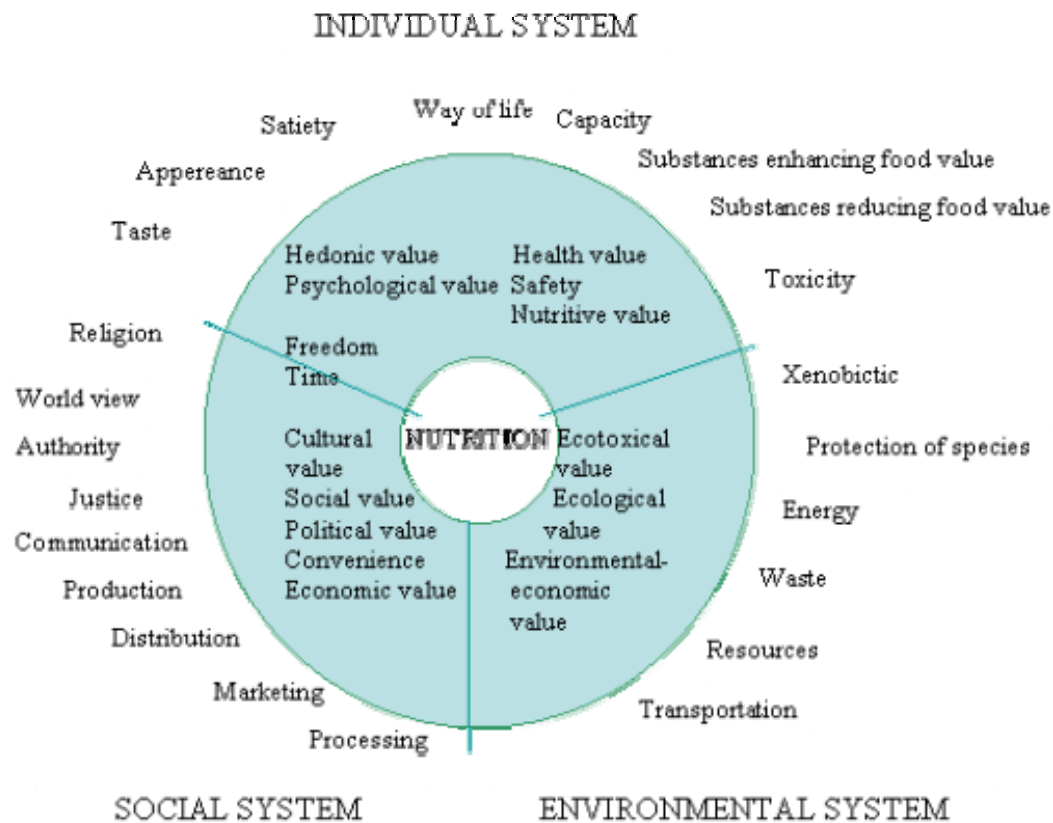 INDIVIDUAL SYSTEM
Way of life
Capacity
Satiety
Substances enhancing food value
Appereance
Substances reducing food value
Taste
Hedonic value
Psychological value
Health value
Safety
Nutritive value
Toxicity
Religion
Freedom
Time
Xenobictic
World view
Authority
NUTRITION
Cultural
value
Social value
Political value
Convenience
Economic value
Ecotoxical
value
Ecological
value
Environmental-
economic
value
Protection of species
Justice
Energy
Communication
Waste
Production
Distribution
Resources
Marketing
Transportation
Processing
SOCIAL SYSTEM
ENVIRONMENTAL SYSTEM